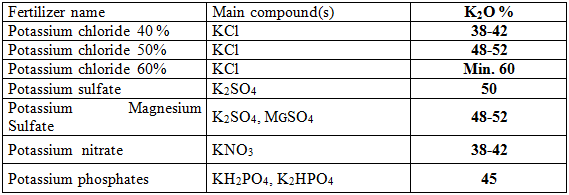 Fertilizer name Main compound(s) K2O %
Potassium chloride 40 % KCl 38-42
Potassium chloride 50% KCl 48-52
Potassium chloride 60% KCl Min. 60
Potassium sulfate K2SO4 50
Potassium Magnesium
Sulfate K2SO4, MGSO4 48-52
Potassium nitrate KNO3 38-42
Potassium phosphates KH2PO4, K2HPO4 45